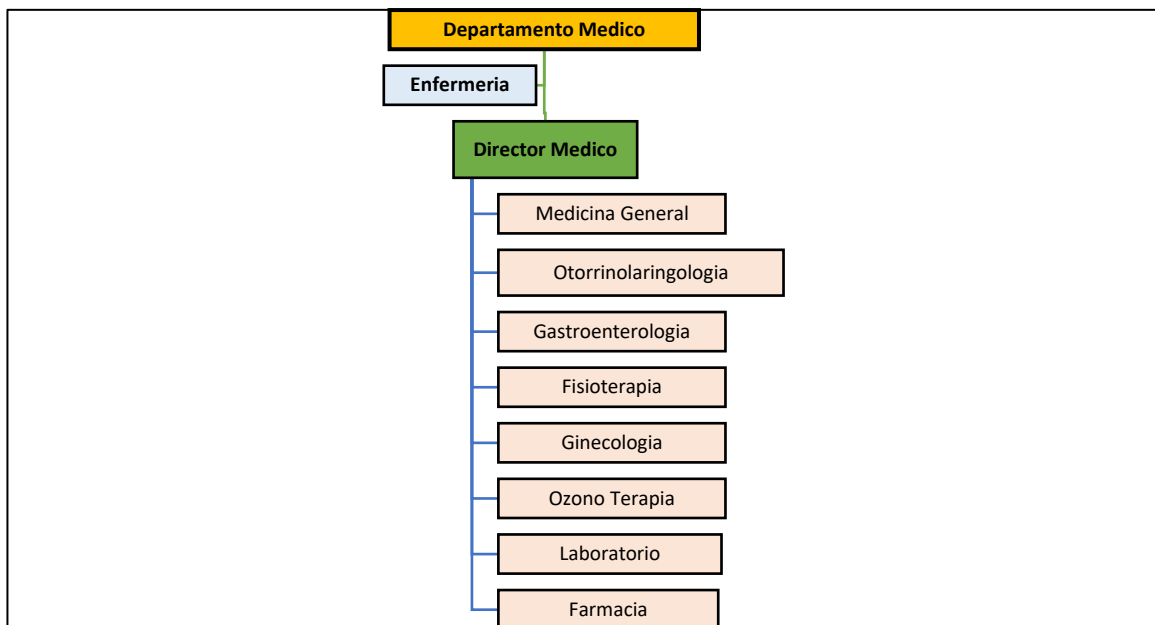 Departamento Medico
Enfermeria
Director Medico
Medicina General
Otorrinolaringologia
Gastroenterologia
Fisioterapia
Ginecologia
Ozono Terapia
Laboratorio
Farmacia